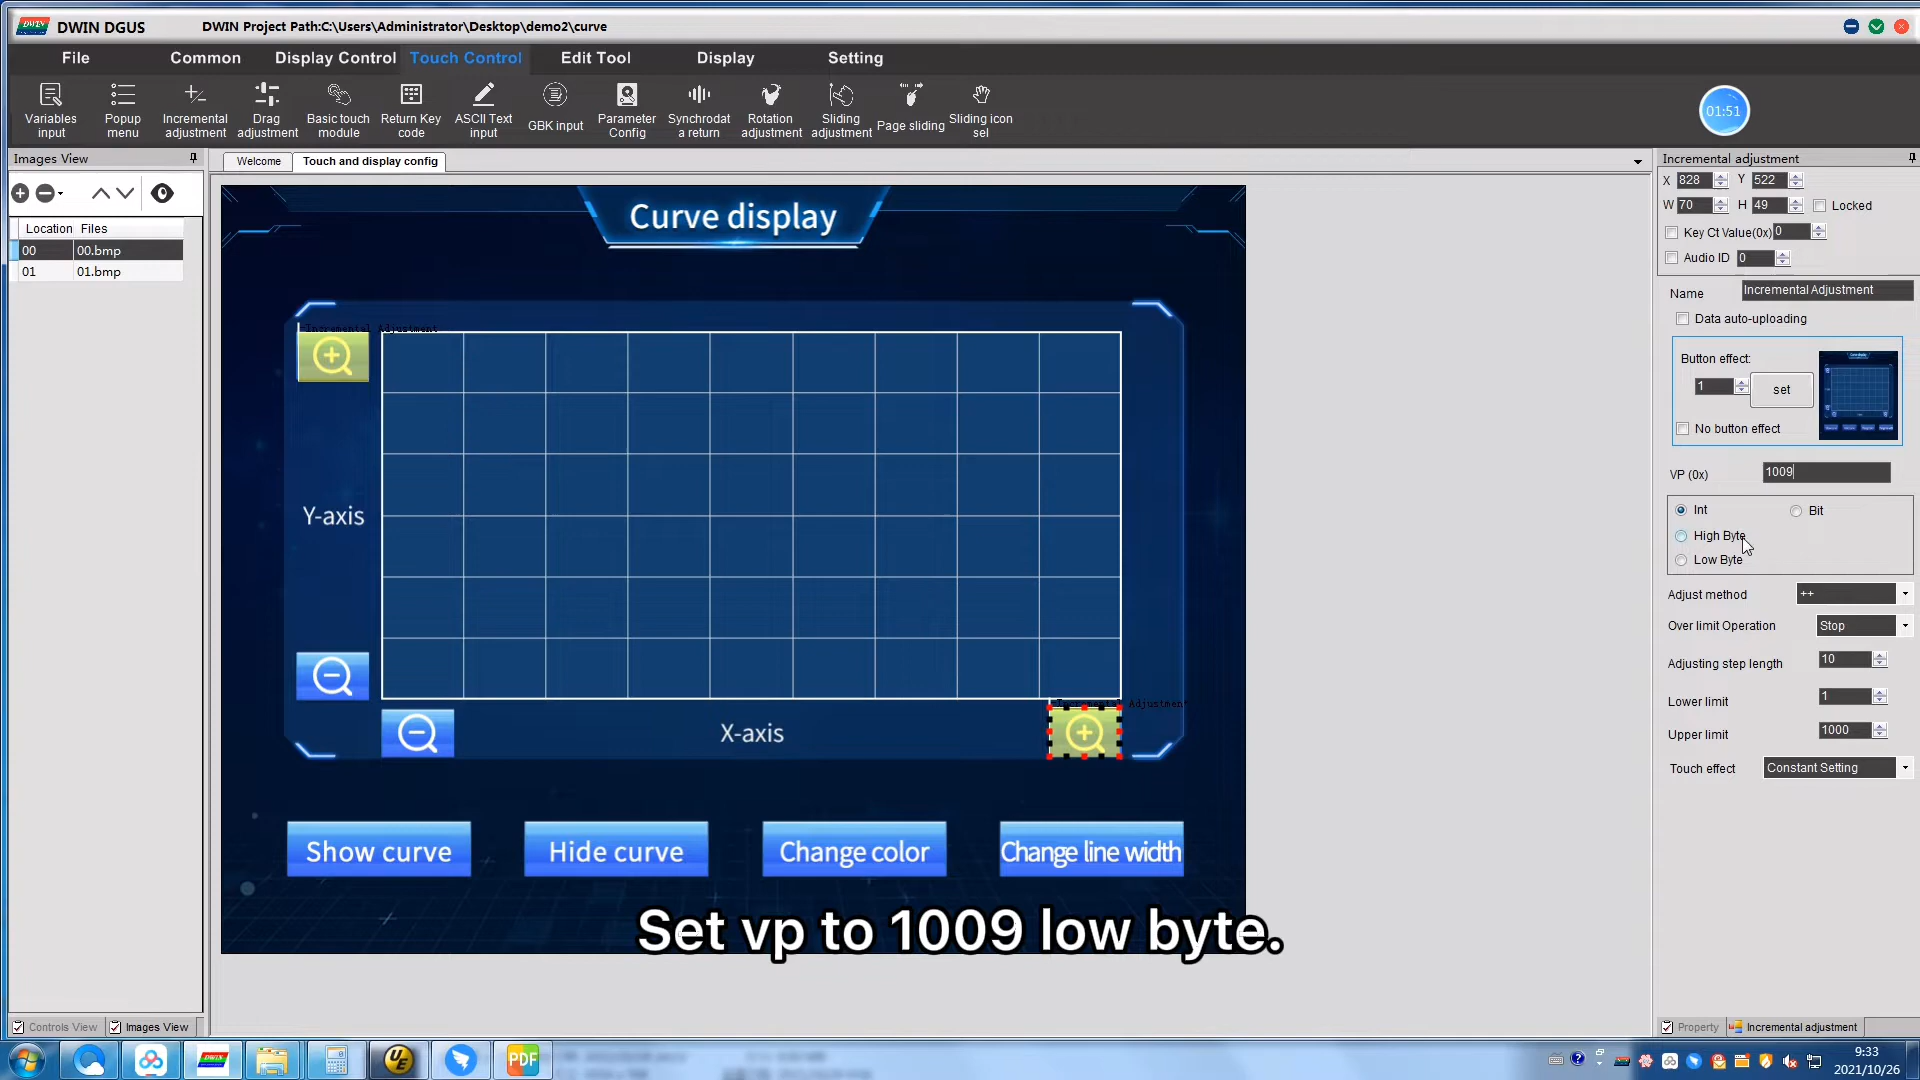 DWIN DGUS
DWIN Project Path:C:\Users\Administrator\Desktop\demo2\curve
File
Common
Display Control
Touch Control
Edit Tool
Display
Setting
Variables
input
Popup
menu
Incremental
adjustment
Drag
adjustment
Basic touch
module
Return Key
code
ASCII Text
input
GBK input
Parameter
Config
Synchrodat
a return
Rotation
adjustment
Sliding
adjustment
Page sliding
Sliding icon
sel
01:51
Images View
Location Files
00 00.bmp
01 01.bmp
Welcome
Touch and display config
Curve display
Incremental Adjustment
Y-axis
X-axis
Incremental Adjustment
Show curve
Hide curve
Change color
Change line width
Set vp to 1009 low byte.
Incremental adjustment
X 828 Y 522
W 70 H 49 Locked
Key Ct Value(0x) 0
Audio ID 0
Name Incremental Adjustment
Data auto-uploading
Button effect:
1 set
No button effect
VP (0x) 1009
Int Bit
High Byte
Low Byte
Adjust method ++
Over limit Operation Stop
Adjusting step length 10
Lower limit 1
Upper limit 1000
Touch effect Constant Setting
Controls View
Images View
Property
Incremental adjustment
DWIN
UE
PDF
9:33
2021/10/26